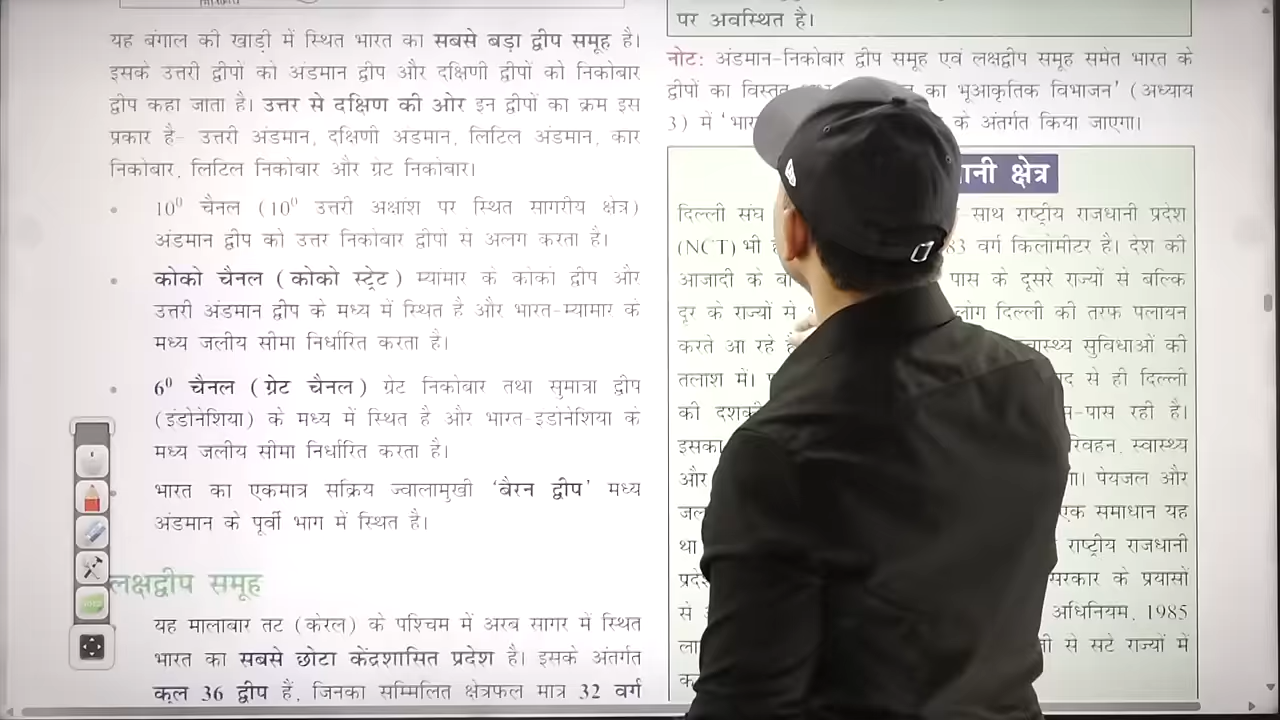 यह बंगाल की खाड़ी में स्थित भारत का सबसे बड़ा द्वीप समूह है।
इसके उत्तरी द्वीपों को अंडमान द्वीप और दक्षिणी द्वीपों को निकोबार
द्वीप कहा जाता है। उत्तर से दक्षिण की ओर इन द्वीपों का क्रम इस
प्रकार है- उत्तरी अंडमान, दक्षिणी अंडमान, लिटिल अंडमान, कार
निकोबार, लिटिल निकोबार और ग्रेट निकोबार।
10⁰ चैनल (10⁰ उत्तरी अक्षांश पर स्थित सागरीय क्षेत्र)
अंडमान द्वीप को उत्तर निकोबार द्वीपों से अलग करता है।
कोको चैनल (कोको स्ट्रेट) म्यांमार के कोको द्वीप और
उत्तरी अंडमान द्वीप के मध्य में स्थित है और भारत-म्यामार के
मध्य जलीय सीमा निर्धारित करता है।
6⁰ चैनल (ग्रेट चैनल) ग्रेट निकोबार तथा सुमात्रा द्वीप
(इंडोनेशिया) के मध्य में स्थित है और भारत-इडोनेशिया के
मध्य जलीय सीमा निर्धारित करता है।
भारत का एकमात्र सक्रिय ज्वालामुखी ‘बैरन द्वीप’ मध्य
अंडमान के पूर्वी भाग में स्थित है।
लक्षद्वीप समूह
यह मालाबार तट (केरल) के पश्चिम में अरब सागर में स्थित
भारत का सबसे छोटा केंद्रशासित प्रदेश है। इसके अंतर्गत
कुल 36 द्वीप हैं, जिनका सम्मिलित क्षेत्रफल मात्र 32 वर्ग
पर अवस्थित है।
नोट: अंडमान-निकोबार द्वीप समूह एवं लक्षद्वीप समूह समेत भारत के
द्वीपों का विस्तृत का भूआकृतिक विभाजन’ (अध्याय
3) में के अंतर्गत किया जाएगा।
क्षेत्र
दिल्ली संघ साथ राष्ट्रीय राजधानी प्रदेश
(NCT) भी वर्ग किलोमीटर है। देश की
आजादी के पास के दूसरे राज्यों से बल्कि
दूर के राज्यों से लोग दिल्ली की तरफ पलायन
करते आ रहे सुविधाओं की
तलाश में। से ही दिल्ली
की रही है।
इसका स्वास्थ्य
और पेयजल और
एक समाधान यह
था राष्ट्रीय राजधानी
सरकार के प्रयासों
से अधिनियम, 1985
से सटे राज्यों में